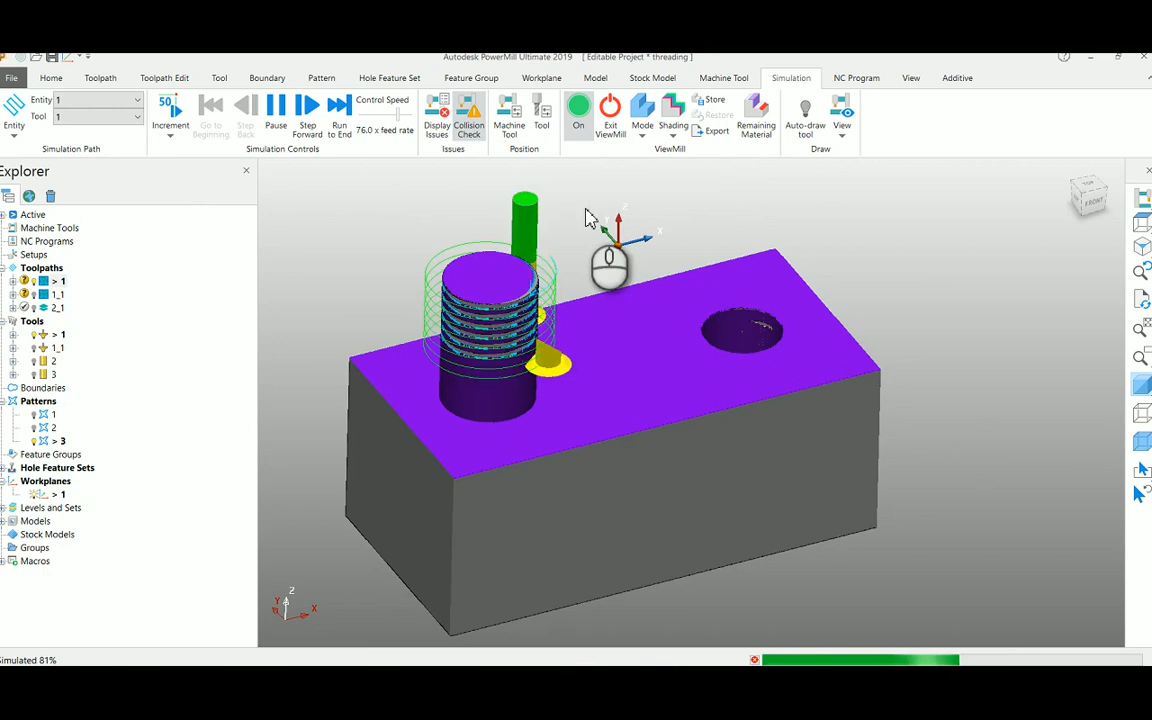 Autodesk PowerMill Ultimate 2019 [ Editable Project * threading ]
File Home Toolpath Toolpath Edit Tool Boundary Pattern Hole Feature Set Feature Group Workplane Model Stock Model Machine Tool Simulation NC Program View Additive
Entity
Entity 1
Tool 1
Simulation Path
50
Increment
Go to Beginning
Step Back
Pause
Step Forward
Run to End
Control Speed
76.0 x feed rate
Simulation Controls
Display Issues
Collision Check
Issues
Machine Tool
Tool
Position
On
Exit ViewMill
Mode
Shading
Store
Restore
Export
Remaining Material
ViewMill
Auto-draw tool
View
Draw
Explorer
Active
Machine Tools
NC Programs
Setups
Toolpaths
> 1
1_1
2_1
Tools
> 1
1_1
2
3
Boundaries
Patterns
1
2
> 3
Feature Groups
Hole Feature Sets
Workplanes
> 1
Levels and Sets
Models
Stock Models
Groups
Macros
TOP
FRONT
Z
Y
X
Z
Y
X
Simulated 81%